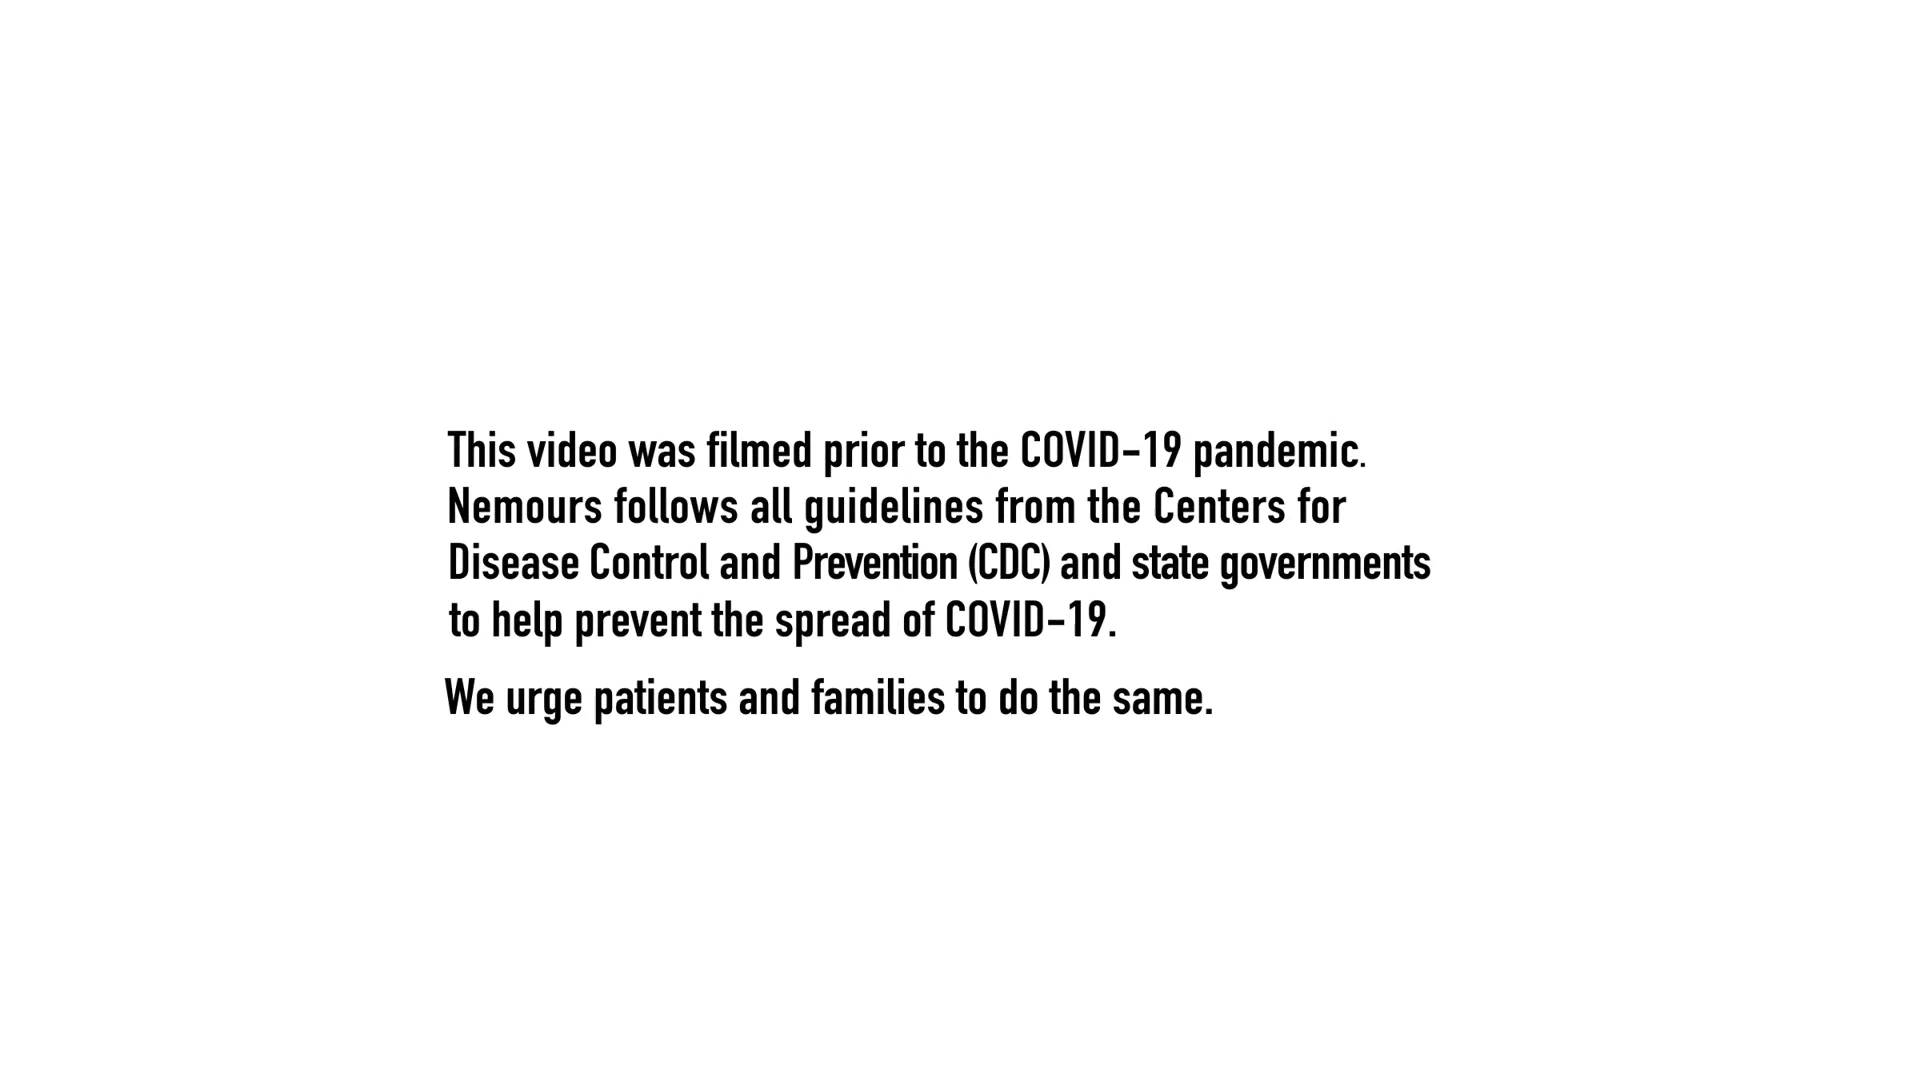 This video was filmed prior to the COVID-19 pandemic.
Nemours follows all guidelines from the Centers for
Disease Control and Prevention (CDC) and state governments
to help prevent the spread of COVID-19.
We urge patients and families to do the same.